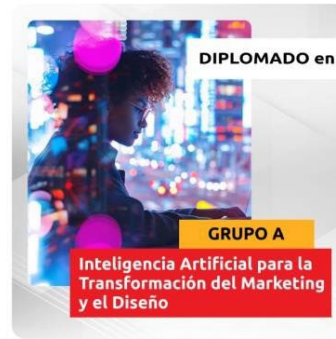 DIPLOMADO en
GRUPO A
Inteligencia Artificial para la
Transformación del Marketing
y el Diseño